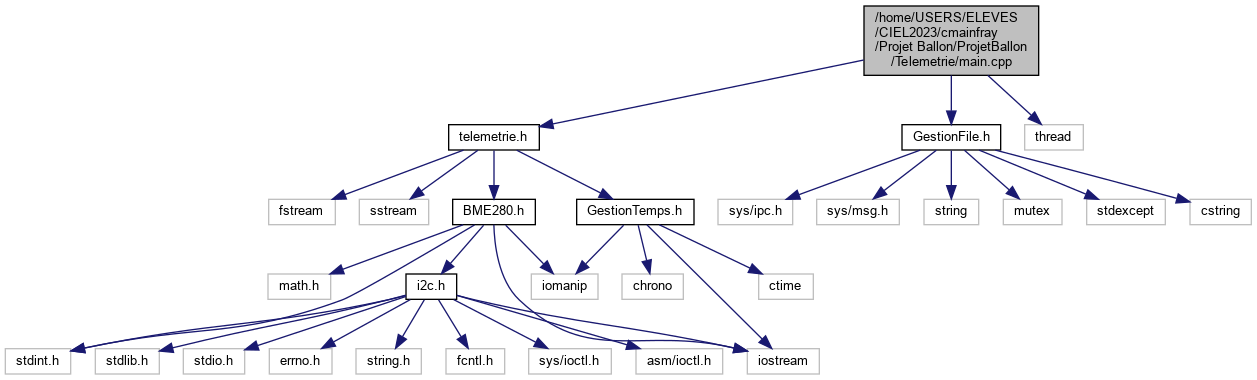 /home/USERS/ELEVES
/CIEL2023/cmainfray
/Projet Ballon/ProjetBallon
/Telemetrie/main.cpp
telemetrie.h
GestionFile.h
thread
fstream
sstream
BME280.h
GestionTemps.h
sys/ipc.h
sys/msg.h
string
mutex
stdexcept
cstring
math.h
i2c.h
iomanip
chrono
ctime
stdint.h
stdlib.h
stdio.h
errno.h
string.h
fcntl.h
sys/ioctl.h
asm/ioctl.h
iostream